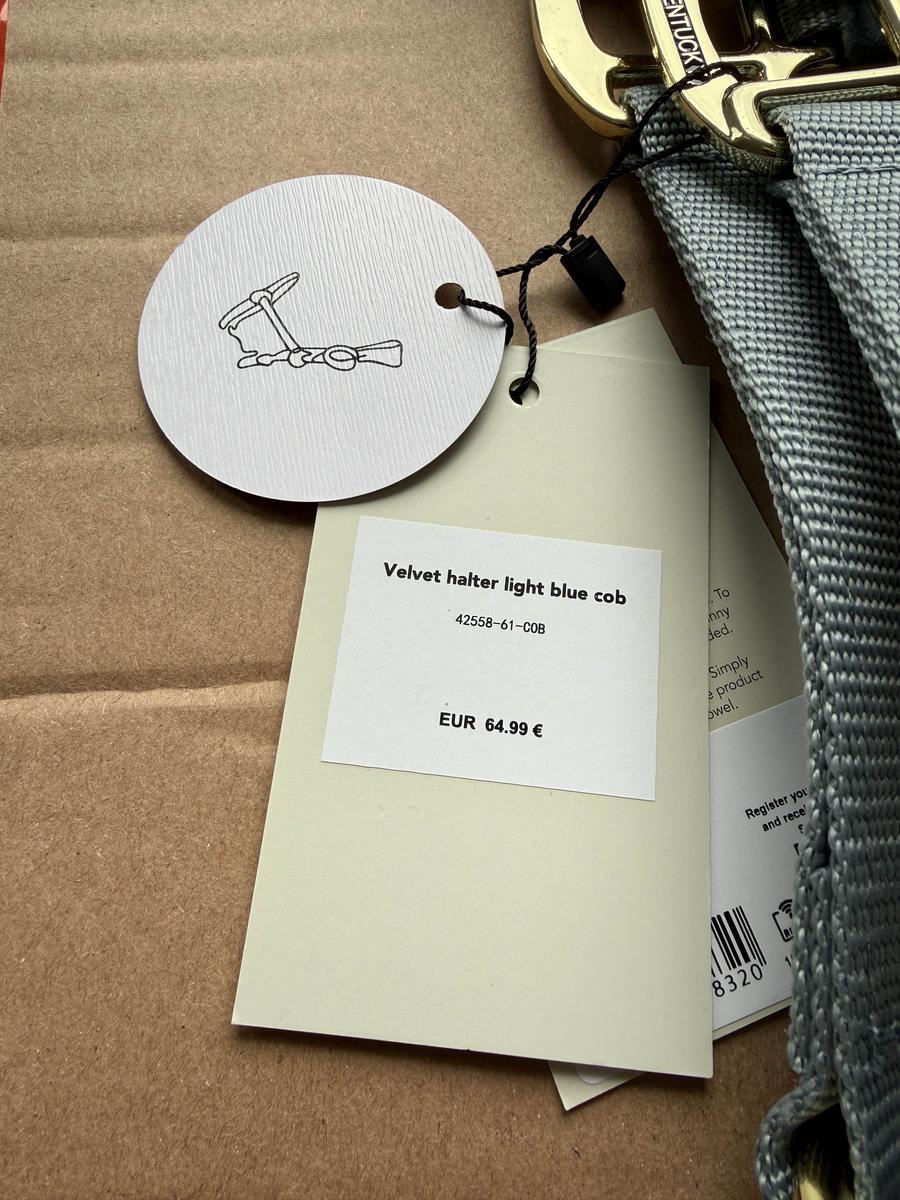 ENTUCK
Velvet halter light blue cob
42558-61-COB
EUR 64.99 €
. To
nny
ded.
Simply
e product
owel.
Register you
and recei
8320